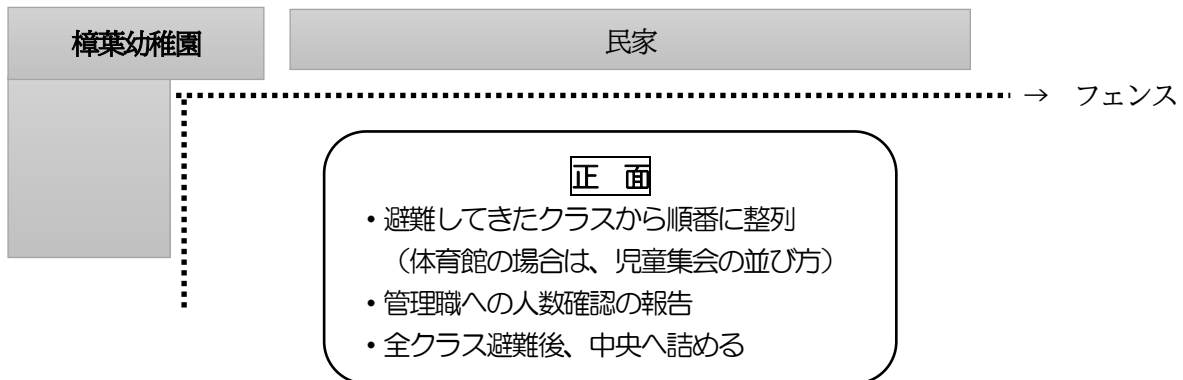 樟葉幼稚園
民家
→ フェンス
正 面
・避難してきたクラスから順番に整列
（体育館の場合は、児童集会の並び方）
・管理職への人数確認の報告
・全クラス避難後、中央へ詰める